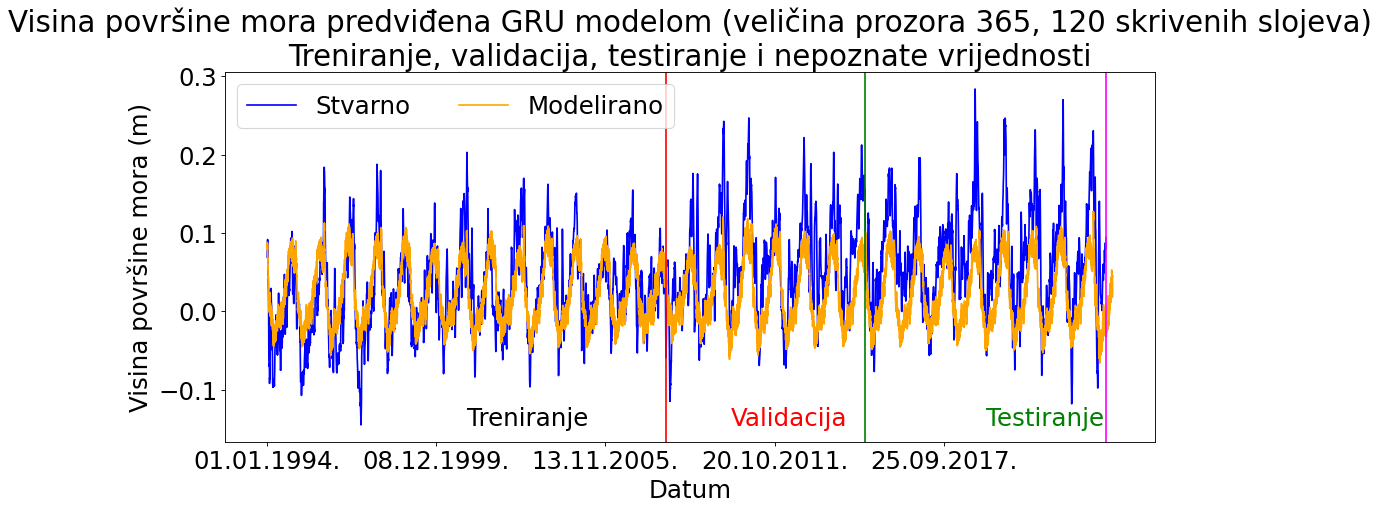 Visina površine mora predviđena GRU modelom (veličina prozora 365, 120 skrivenih slojeva)
Treniranje, validacija, testiranje i nepoznate vrijednosti
Stvarno
Modelirano
Visina površine mora (m)
0.3
0.2
0.1
0.0
−0.1
Treniranje
Validacija
Testiranje
01.01.1994.
08.12.1999.
13.11.2005.
20.10.2011.
25.09.2017.
Datum